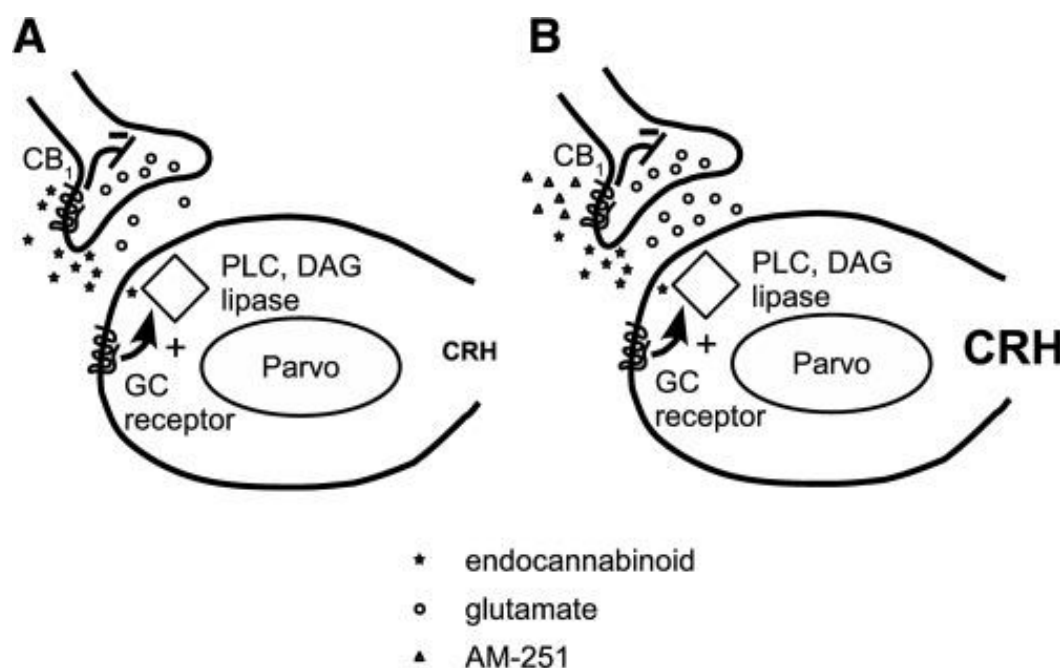 A
B
CB1
−
PLC, DAG
lipase
+
GC
receptor
Parvo
CRH
CB1
−
PLC, DAG
lipase
+
GC
receptor
Parvo
CRH
endocannabinoid
glutamate
AM-251